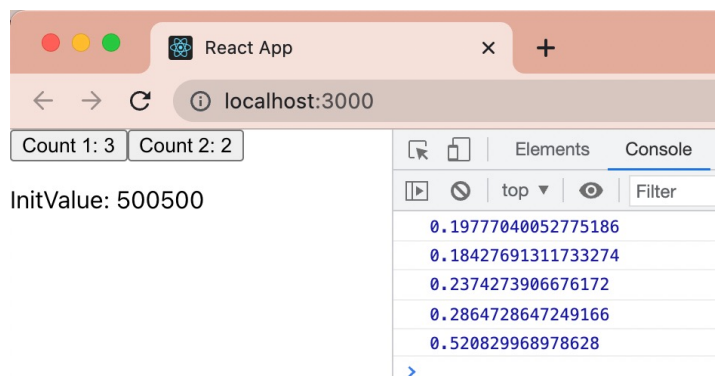 React App
localhost:3000
Count 1: 3 Count 2: 2
InitValue: 500500
Elements Console
top Filter
0.19777040052775186
0.18427691311733274
0.2374273906676172
0.2864728647249166
0.520829968978628